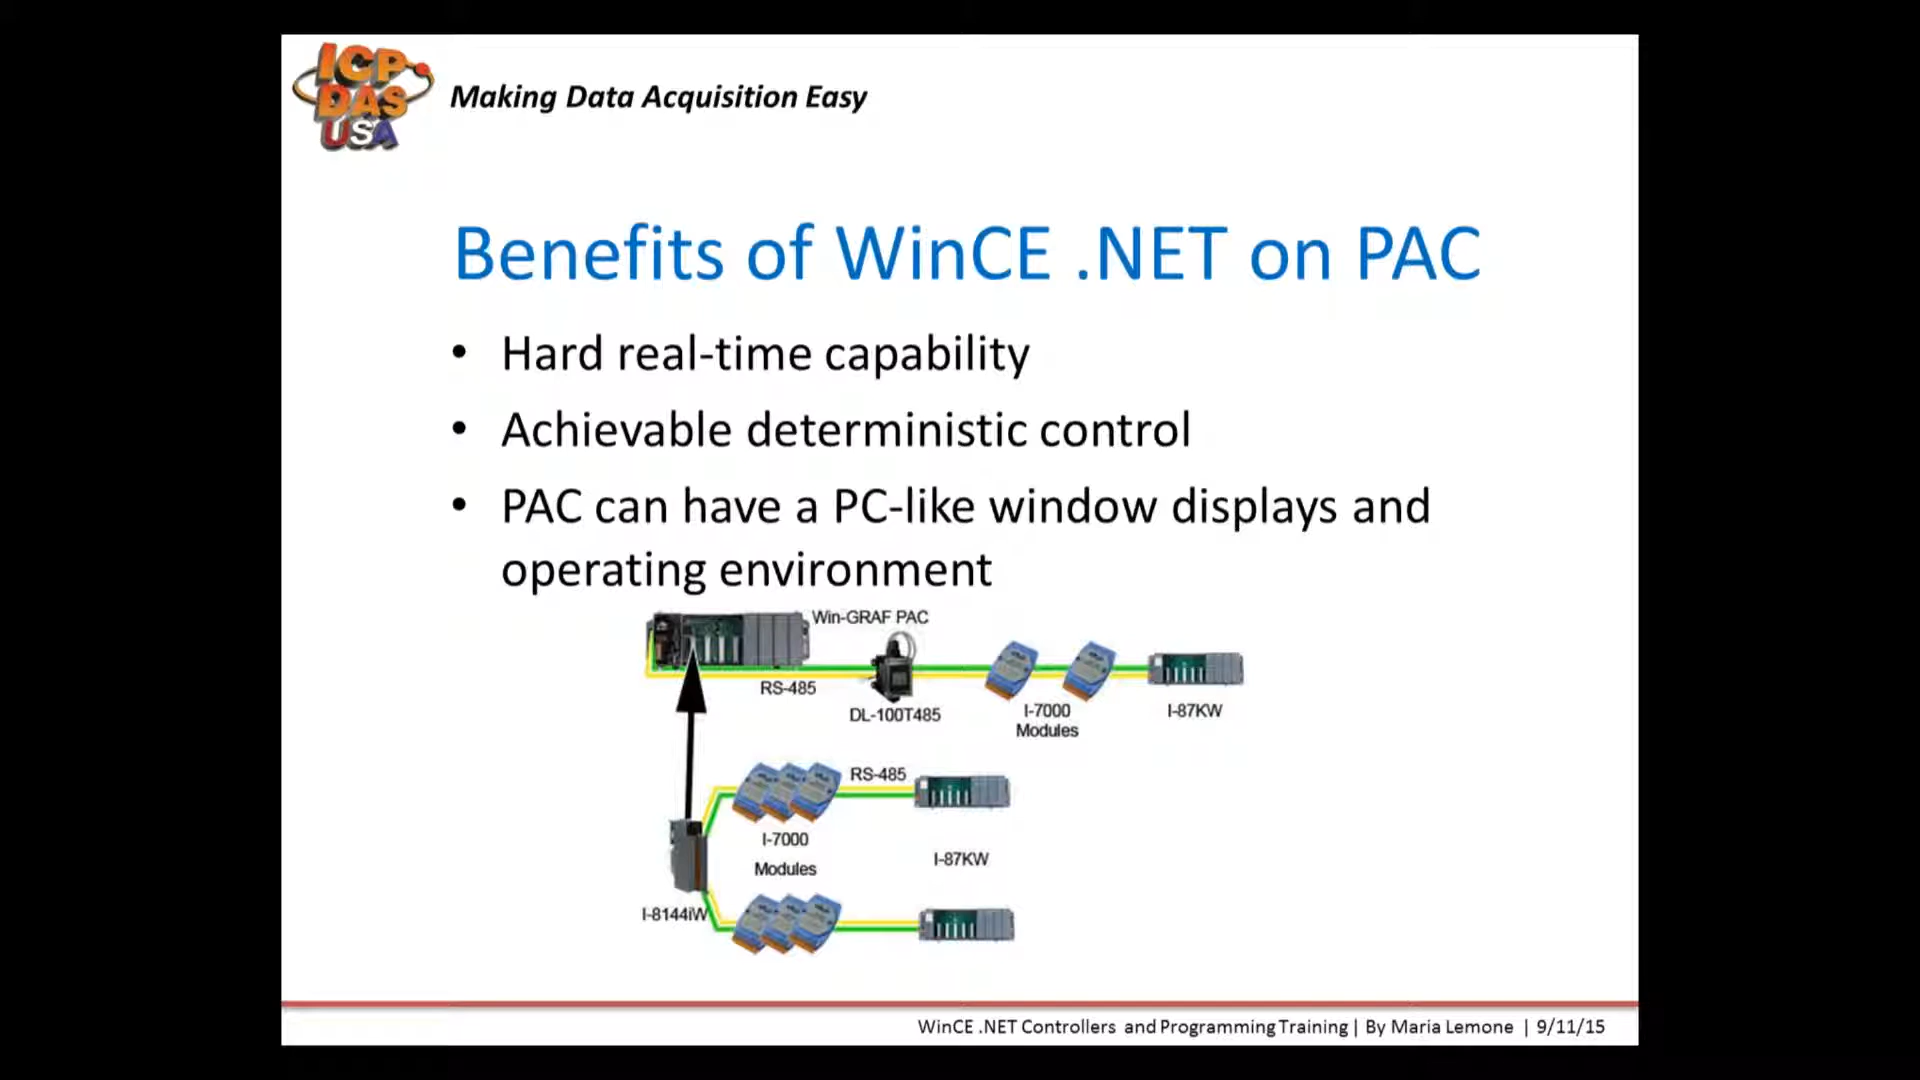 ICP
DAS
USA
Making Data Acquisition Easy
Benefits of WinCE .NET on PAC
• Hard real-time capability
• Achievable deterministic control
• PAC can have a PC-like window displays and
operating environment
Win-GRAF PAC
RS-485
DL-100T485
I-7000
Modules
I-87KW
RS-485
I-7000
Modules
I-87KW
I-8144iW
WinCE .NET Controllers and Programming Training | By Maria Lemone | 9/11/15